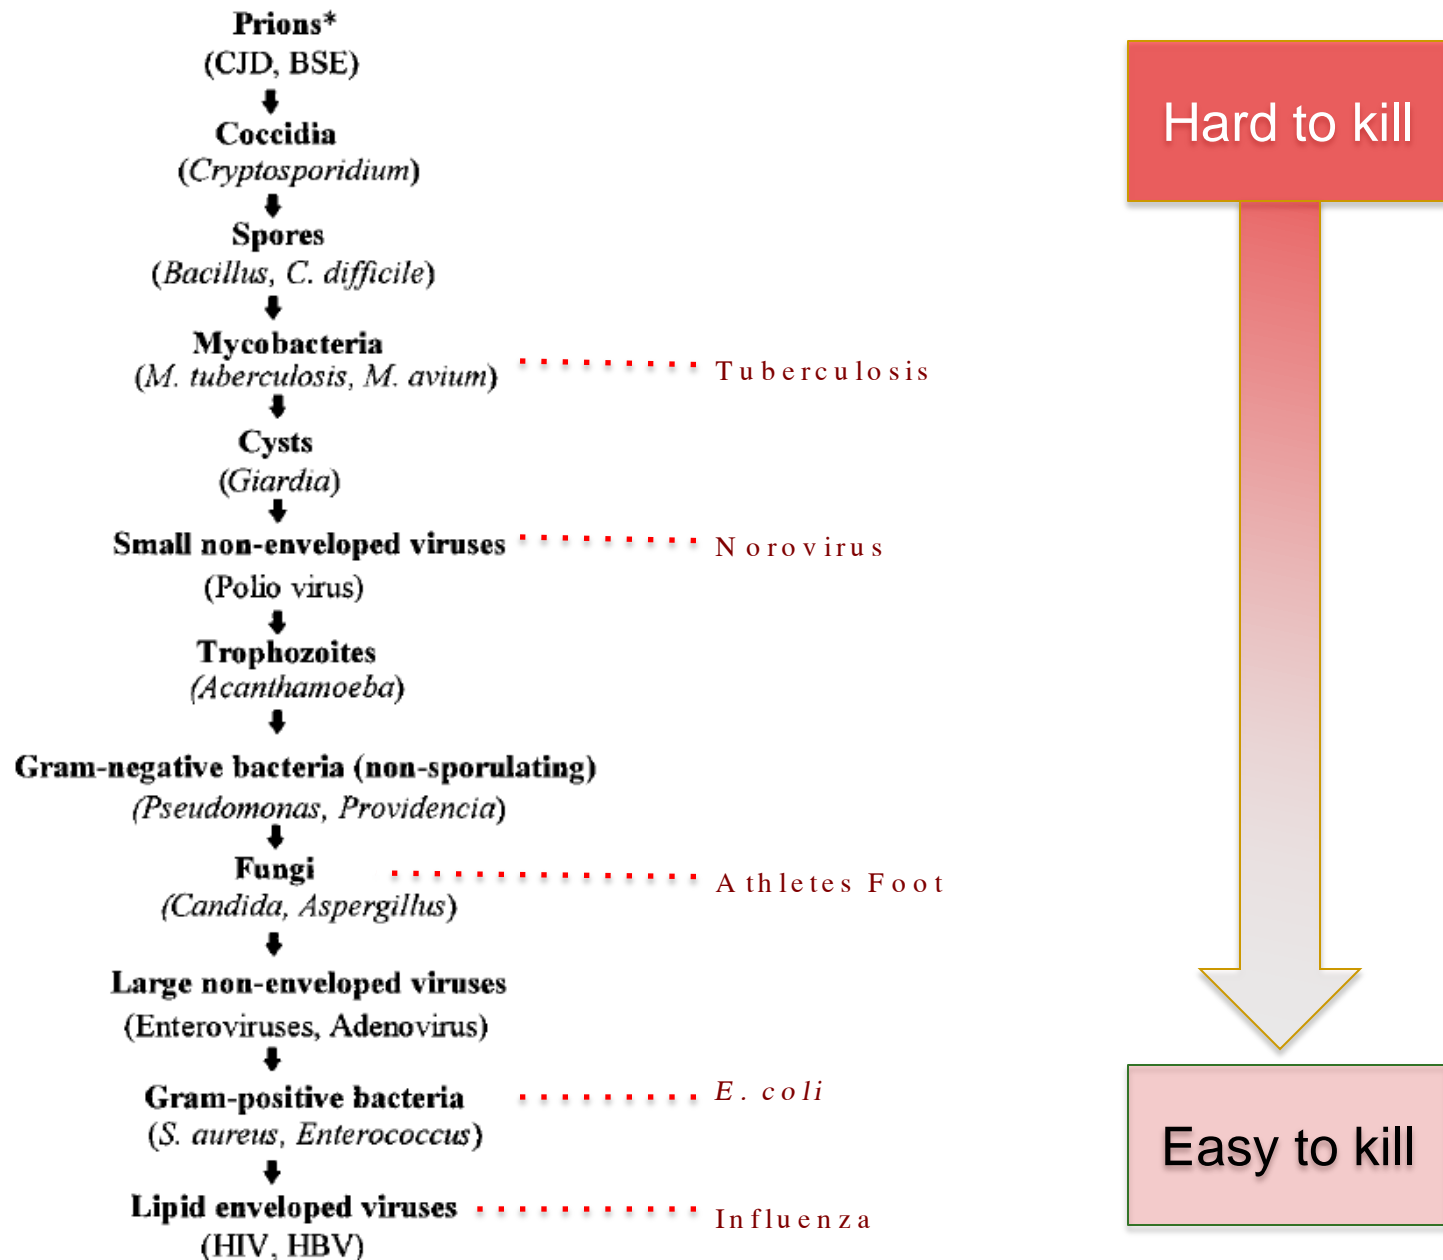 Prions*
(CJD, BSE)
Hard to kill
Coccidia
(Cryptosporidium)
Spores
(Bacillus, C. difficile)
Mycobacteria
(M. tuberculosis, M. avium)
Tuberculosis
Cysts
(Giardia)
Small non-enveloped viruses
Norovirus
(Polio virus)
Trophozoites
(Acanthamoeba)
Gram-negative bacteria (non-sporulating)
(Pseudomonas, Providencia)
Fungi
Athletes Foot
(Candida, Aspergillus)
Large non-enveloped viruses
(Enteroviruses, Adenovirus)
Gram-positive bacteria
E. coli
(S. aureus, Enterococcus)
Easy to kill
Lipid enveloped viruses
Influenza
(HIV, HBV)